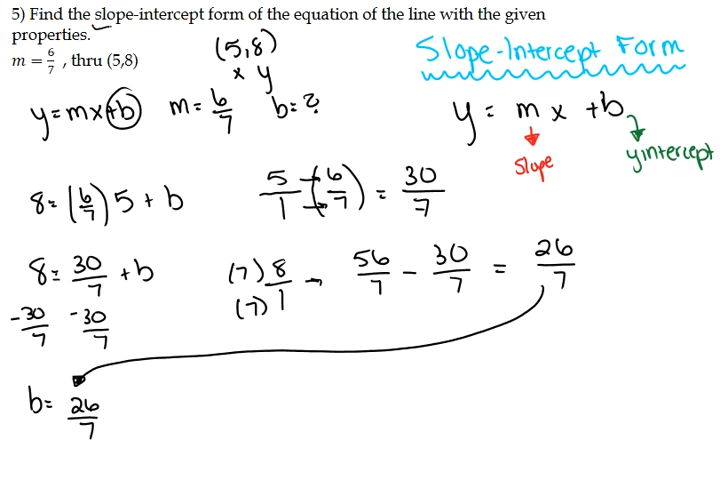 5) Find the slope-intercept form of the equation of the line with the given
properties.
m = 6/7 , thru (5,8)
(5,8)
x y
Slope-Intercept Form
y=mx+b m= 6/7 b= ?
y = mx +b
Slope
yintercept
8= (6/7) 5 + b
5/1 (6/7) = 30/7
8= 30/7 +b
-30/7 -30/7
(7) 8/(7) 1 - 56/7 - 30/7 = 26/7
b= 26/7